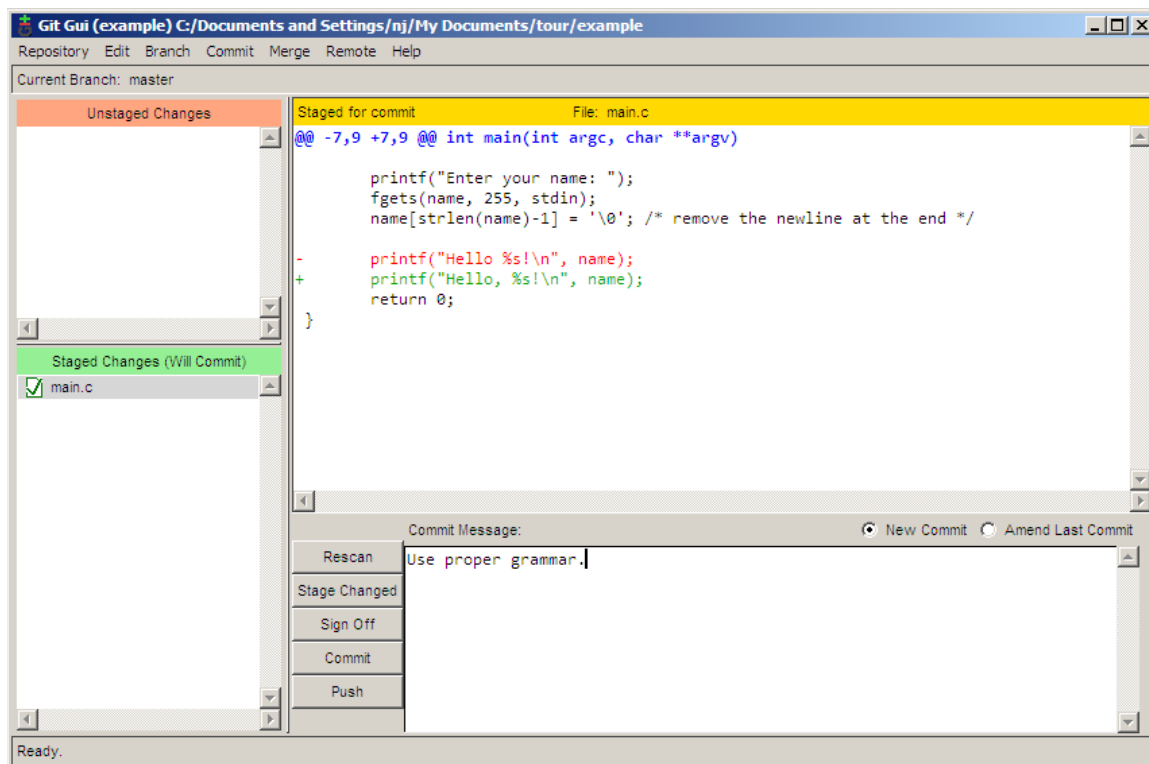 Git Gui (example) C:/Documents and Settings/nj/My Documents/tour/example
Repository Edit Branch Commit Merge Remote Help
Current Branch: master
Unstaged Changes
Staged for commit File: main.c
@@ -7,9 +7,9 @@ int main(int argc, char **argv)
printf("Enter your name: ");
fgets(name, 255, stdin);
name[strlen(name)-1] = '\0'; /* remove the newline at the end */
- printf("Hello %s!\n", name);
+ printf("Hello, %s!\n", name);
return 0;
}
Staged Changes (Will Commit)
main.c
Commit Message:
New Commit Amend Last Commit
Rescan
Stage Changed
Sign Off
Commit
Push
Use proper grammar.
Ready.